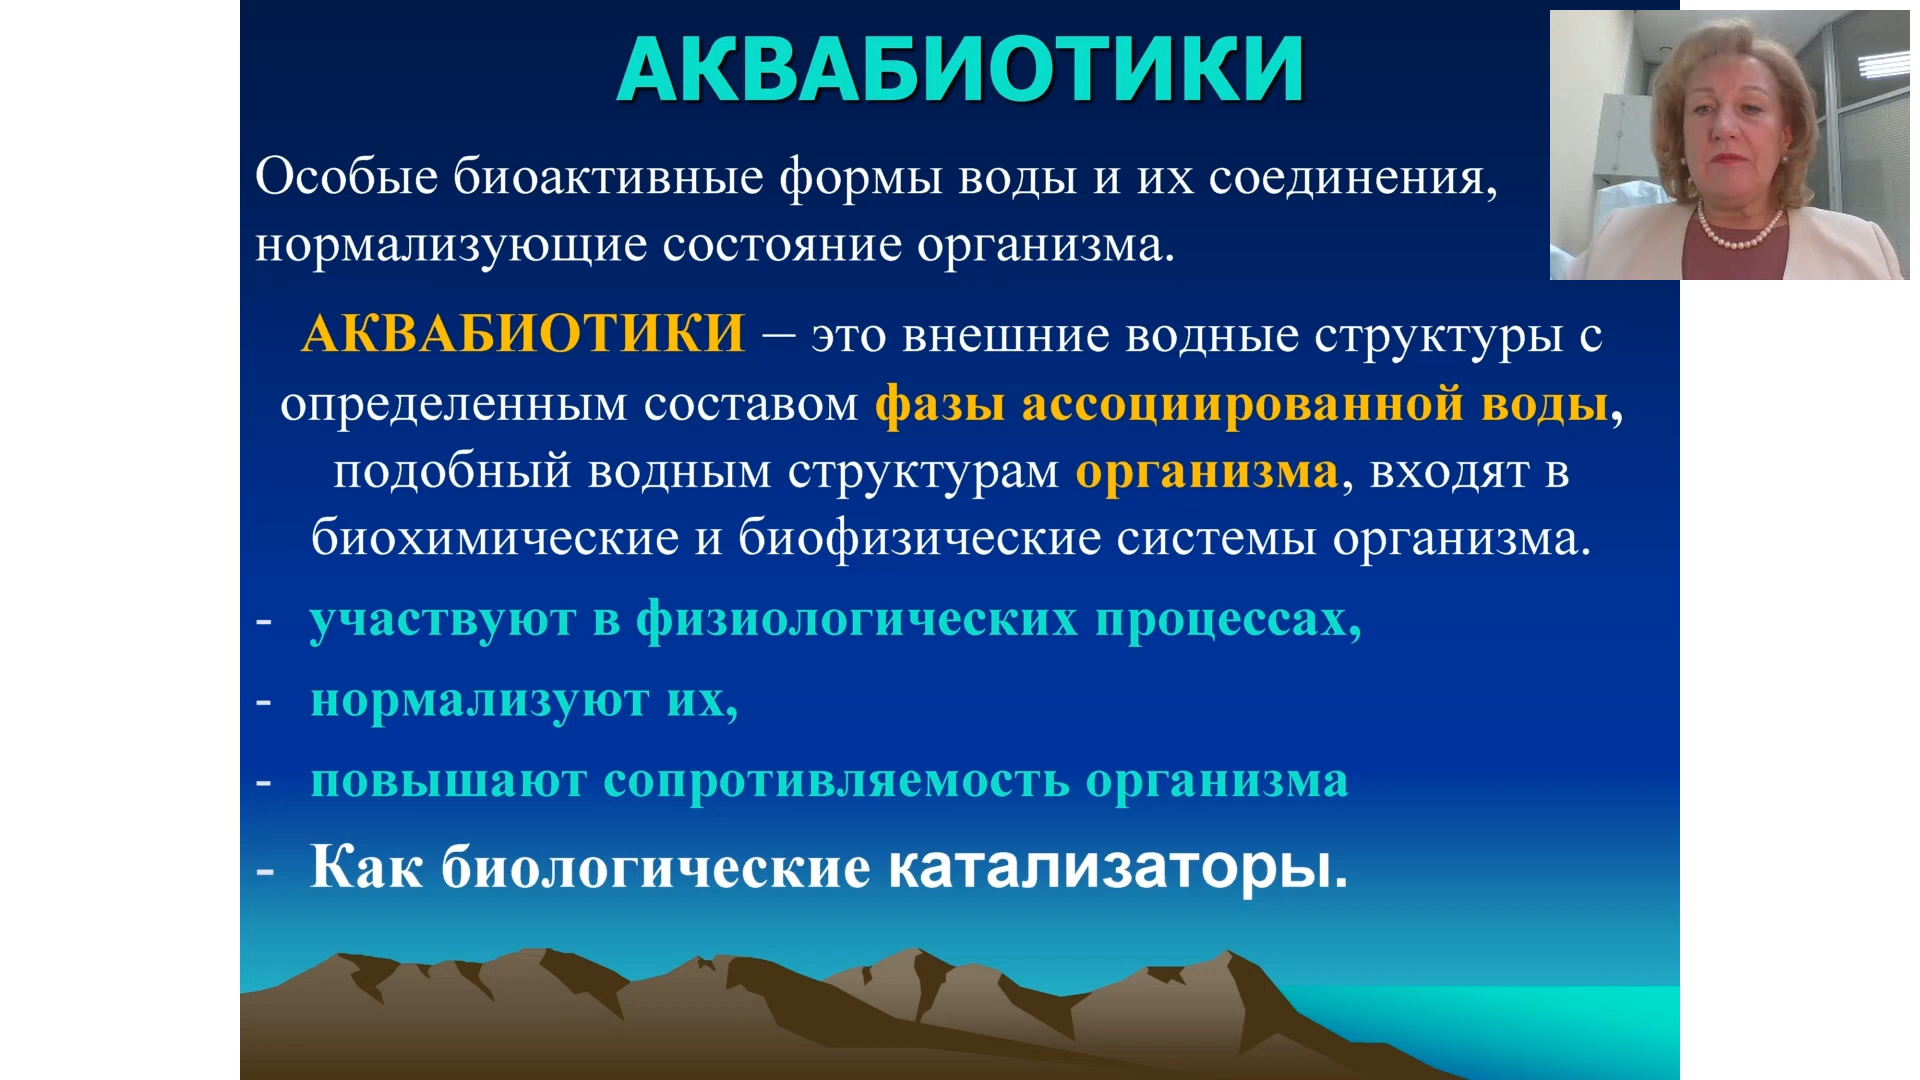 АКВАБИОТИКИ
Особые биоактивные формы воды и их соединения,
нормализующие состояние организма.
АКВАБИОТИКИ – это внешние водные структуры с
определенным составом фазы ассоциированной воды,
подобный водным структурам организма, входят в
биохимические и биофизические системы организма.
- участвуют в физиологических процессах,
- нормализуют их,
- повышают сопротивляемость организма
- Как биологические катализаторы.